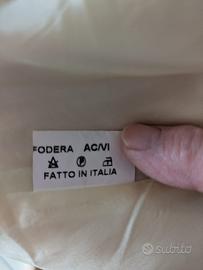 FODERA AC/VI
FATTO IN ITALIA
subito